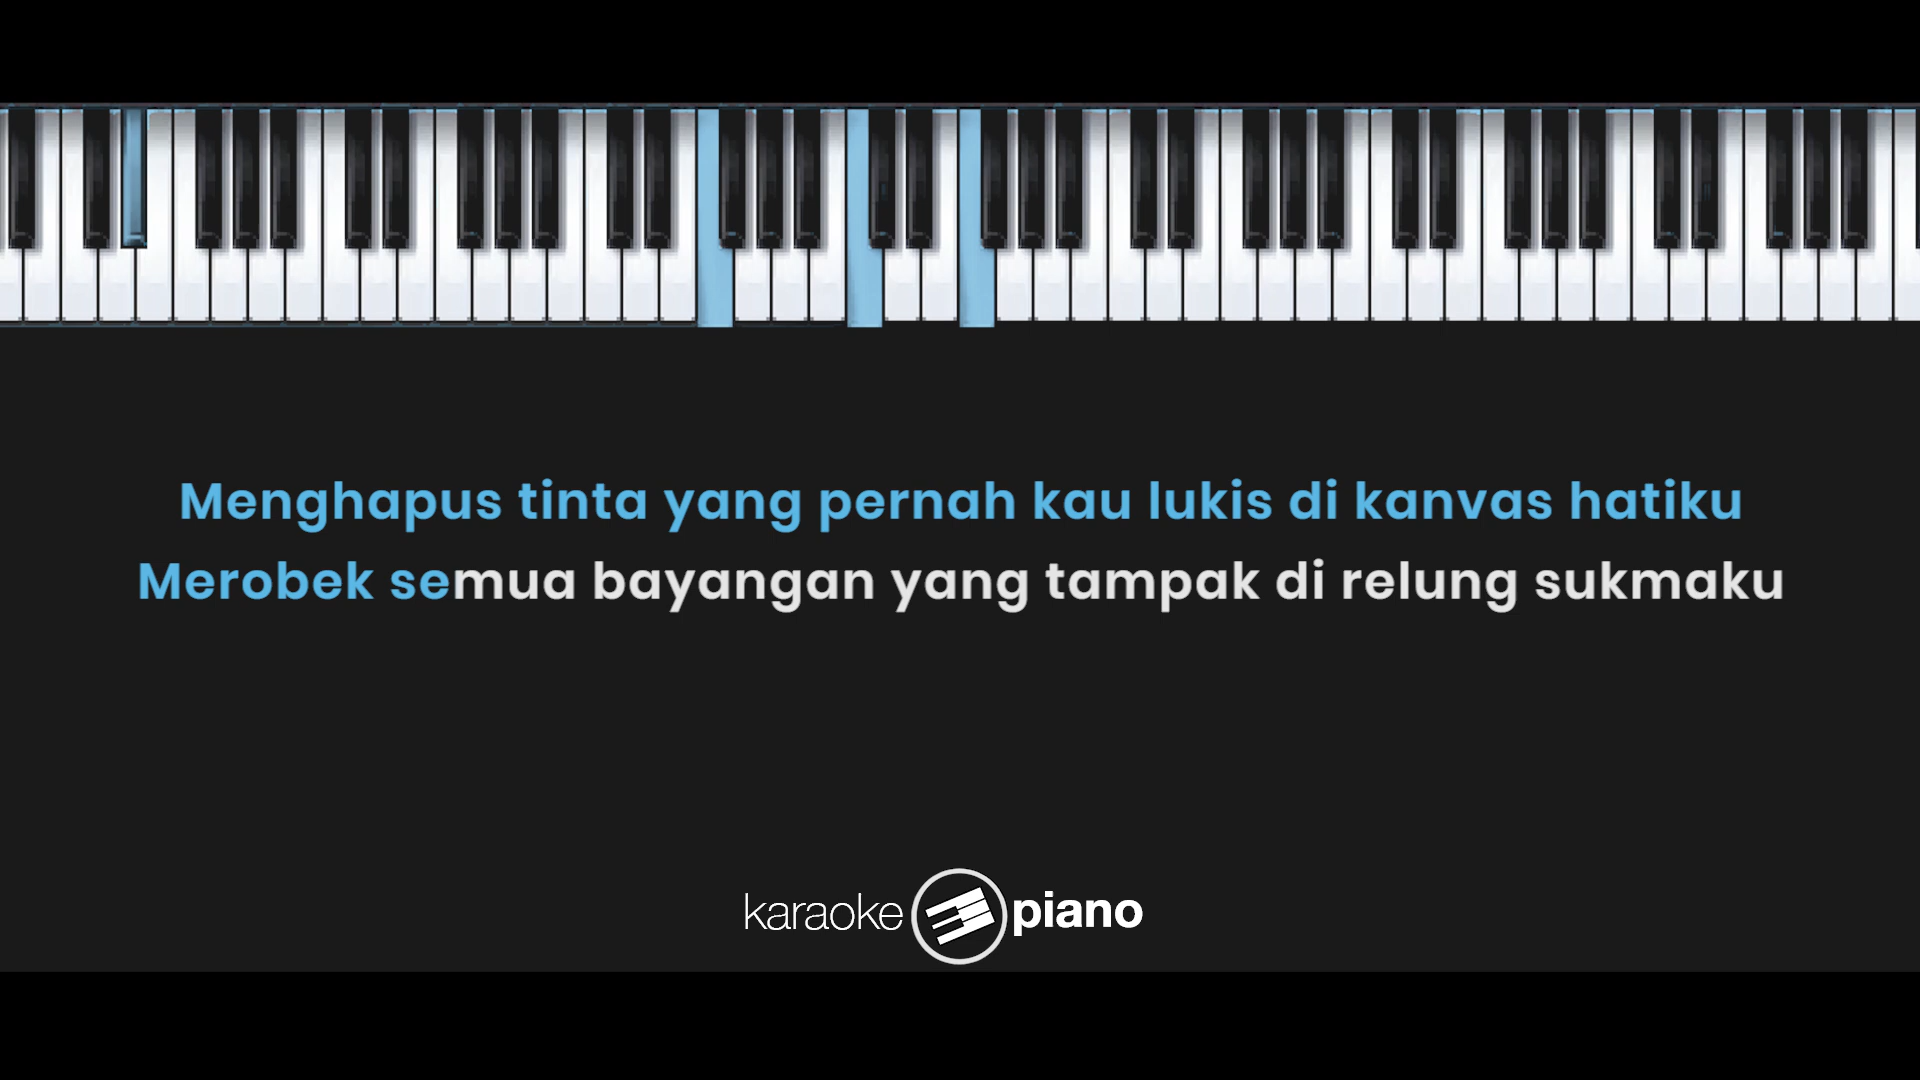 Menghapus tinta yang pernah kau lukis di kanvas hatiku
Merobek semua bayangan yang tampak di relung sukmaku
karaoke piano